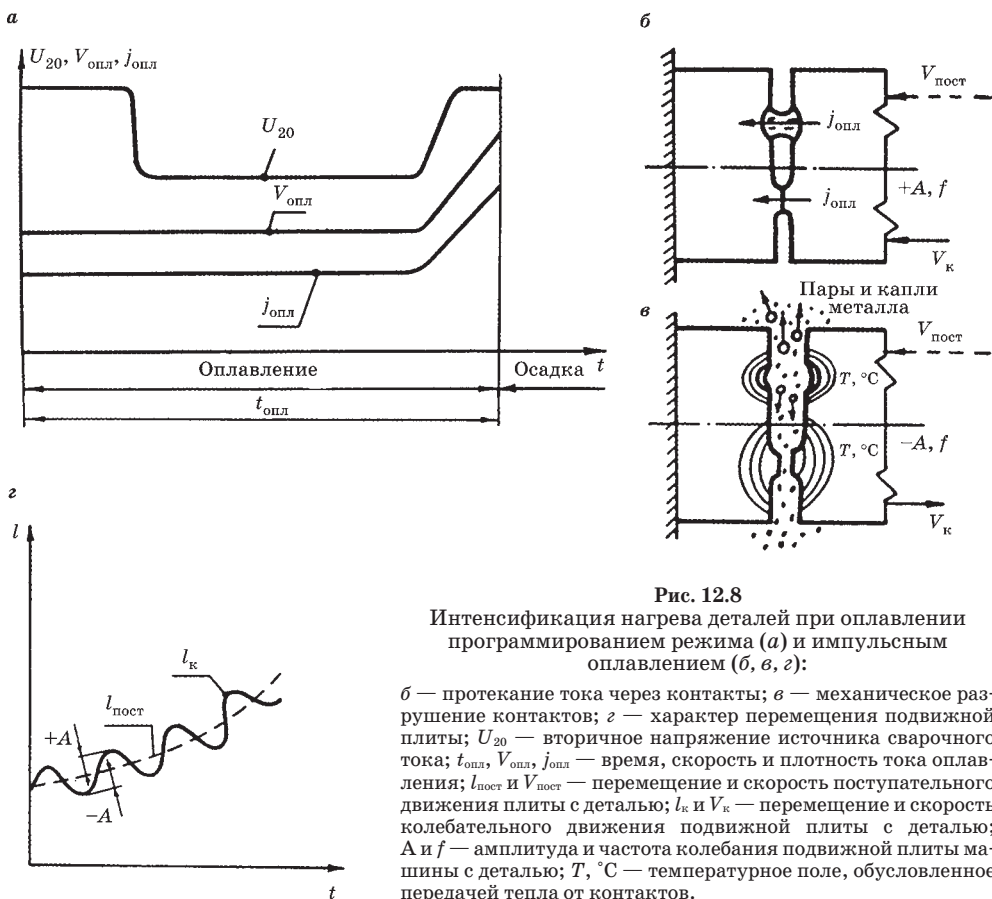 а
U₂₀, Vопл, jопл
U₂₀
Vопл
jопл
Оплавление
Осадка
t
tопл
б
Vпост
jопл
+A, f
jопл
Vк
Пары и капли
металла
в
Vпост
T, °C
T, °C
–A, f
Vк
г
l
lк
lпост
+A
–A
t
Рис. 12.8
Интенсификация нагрева деталей при оплавлении
программированием режима (а) и импульсным
оплавлением (б, в, г):
б — протекание тока через контакты; в — механическое раз-
рушение контактов; г — характер перемещения подвижной
плиты; U₂₀ — вторичное напряжение источника сварочного
тока; tопл, Vопл, jопл — время, скорость и плотность тока оплав-
ления; lпост и Vпост — перемещение и скорость поступательного
движения плиты с деталью; lк и Vк — перемещение и скорость
колебательного движения подвижной плиты с деталью;
А и f — амплитуда и частота колебания подвижной плиты ма-
шины с деталью; T, °C — температурное поле, обусловленное
передачей тепла от контактов.